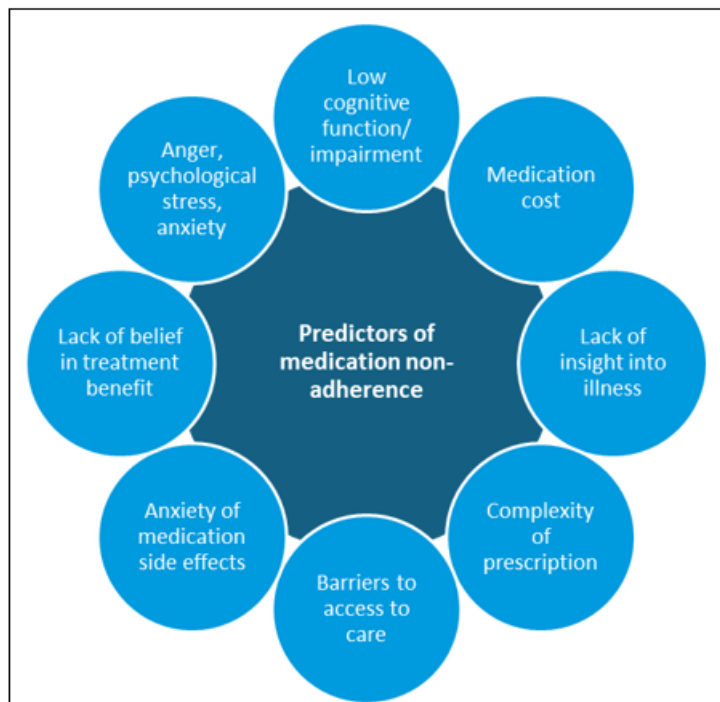 Low
cognitive
function/
impairment
Medication
cost
Lack of
insight into
illness
Complexity
of
prescription
Barriers to
access to
care
Anxiety of
medication
side effects
Lack of belief
in treatment
benefit
Anger,
psychological
stress,
anxiety
Predictors of
medication non-
adherence